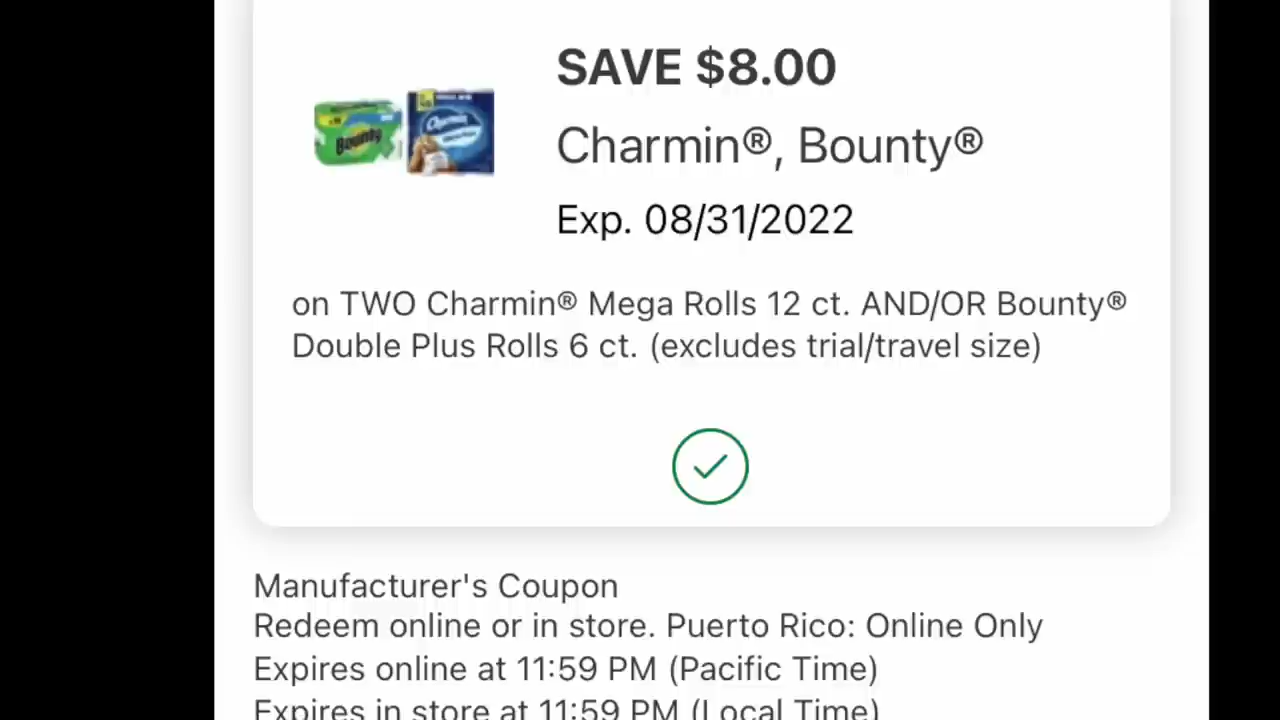 SAVE $8.00
Charmin®, Bounty®
Exp. 08/31/2022
Bounty
Charmin
on TWO Charmin® Mega Rolls 12 ct. AND/OR Bounty®
Double Plus Rolls 6 ct. (excludes trial/travel size)
Manufacturer's Coupon
Redeem online or in store. Puerto Rico: Online Only
Expires online at 11:59 PM (Pacific Time)
Expires in store at 11:59 PM (Local Time)